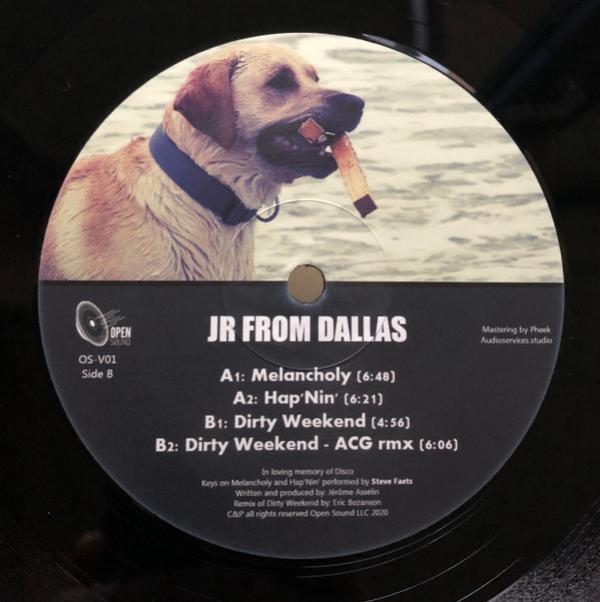 OPEN
SOUND
OS-V01
Side B
JR FROM DALLAS
Mastering by Pheek
Audioservices.studio
A1: Melancholy (6:48)
A2: Hap'Nin' (6:21)
B1: Dirty Weekend (4:56)
B2: Dirty Weekend - ACG rmx (6:06)
In loving memory of Disco
Keys on Melancholy and Hap'Nin' performed by Steve Faets
Written and produced by: Jérôme Asselin
Remix of Dirty Weekend by: Eric Bezanson
C&P all rights reserved Open Sound LLC 2020